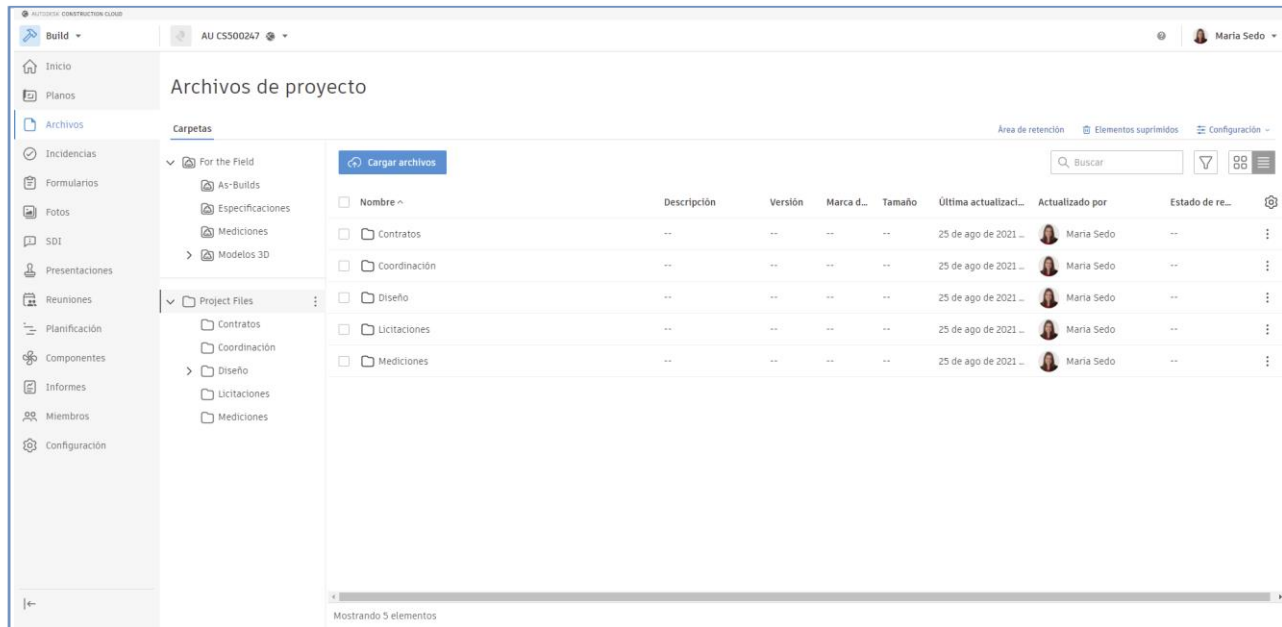 AUTODESK CONSTRUCTION CLOUD
Build
AU CS500247
Maria Sedo
Inicio
Planos
Archivos
Incidencias
Formularios
Fotos
SDI
Presentaciones
Reuniones
Planificación
Componentes
Informes
Miembros
Configuración
Archivos de proyecto
Carpetas
Área de retención Elementos suprimidos Configuración
For the Field
As-Builds
Especificaciones
Mediciones
Modelos 3D
Project Files
Contratos
Coordinación
Diseño
Licitaciones
Mediciones
Cargar archivos
Buscar
Nombre Descripción Versión Marca d... Tamaño Última actualizaci... Actualizado por Estado de re...
Contratos -- -- -- -- 25 de ago de 2021 ... Maria Sedo --
Coordinación -- -- -- -- 25 de ago de 2021 ... Maria Sedo --
Diseño -- -- -- -- 25 de ago de 2021 ... Maria Sedo --
Licitaciones -- -- -- -- 25 de ago de 2021 ... Maria Sedo --
Mediciones -- -- -- -- 25 de ago de 2021 ... Maria Sedo --
Mostrando 5 elementos